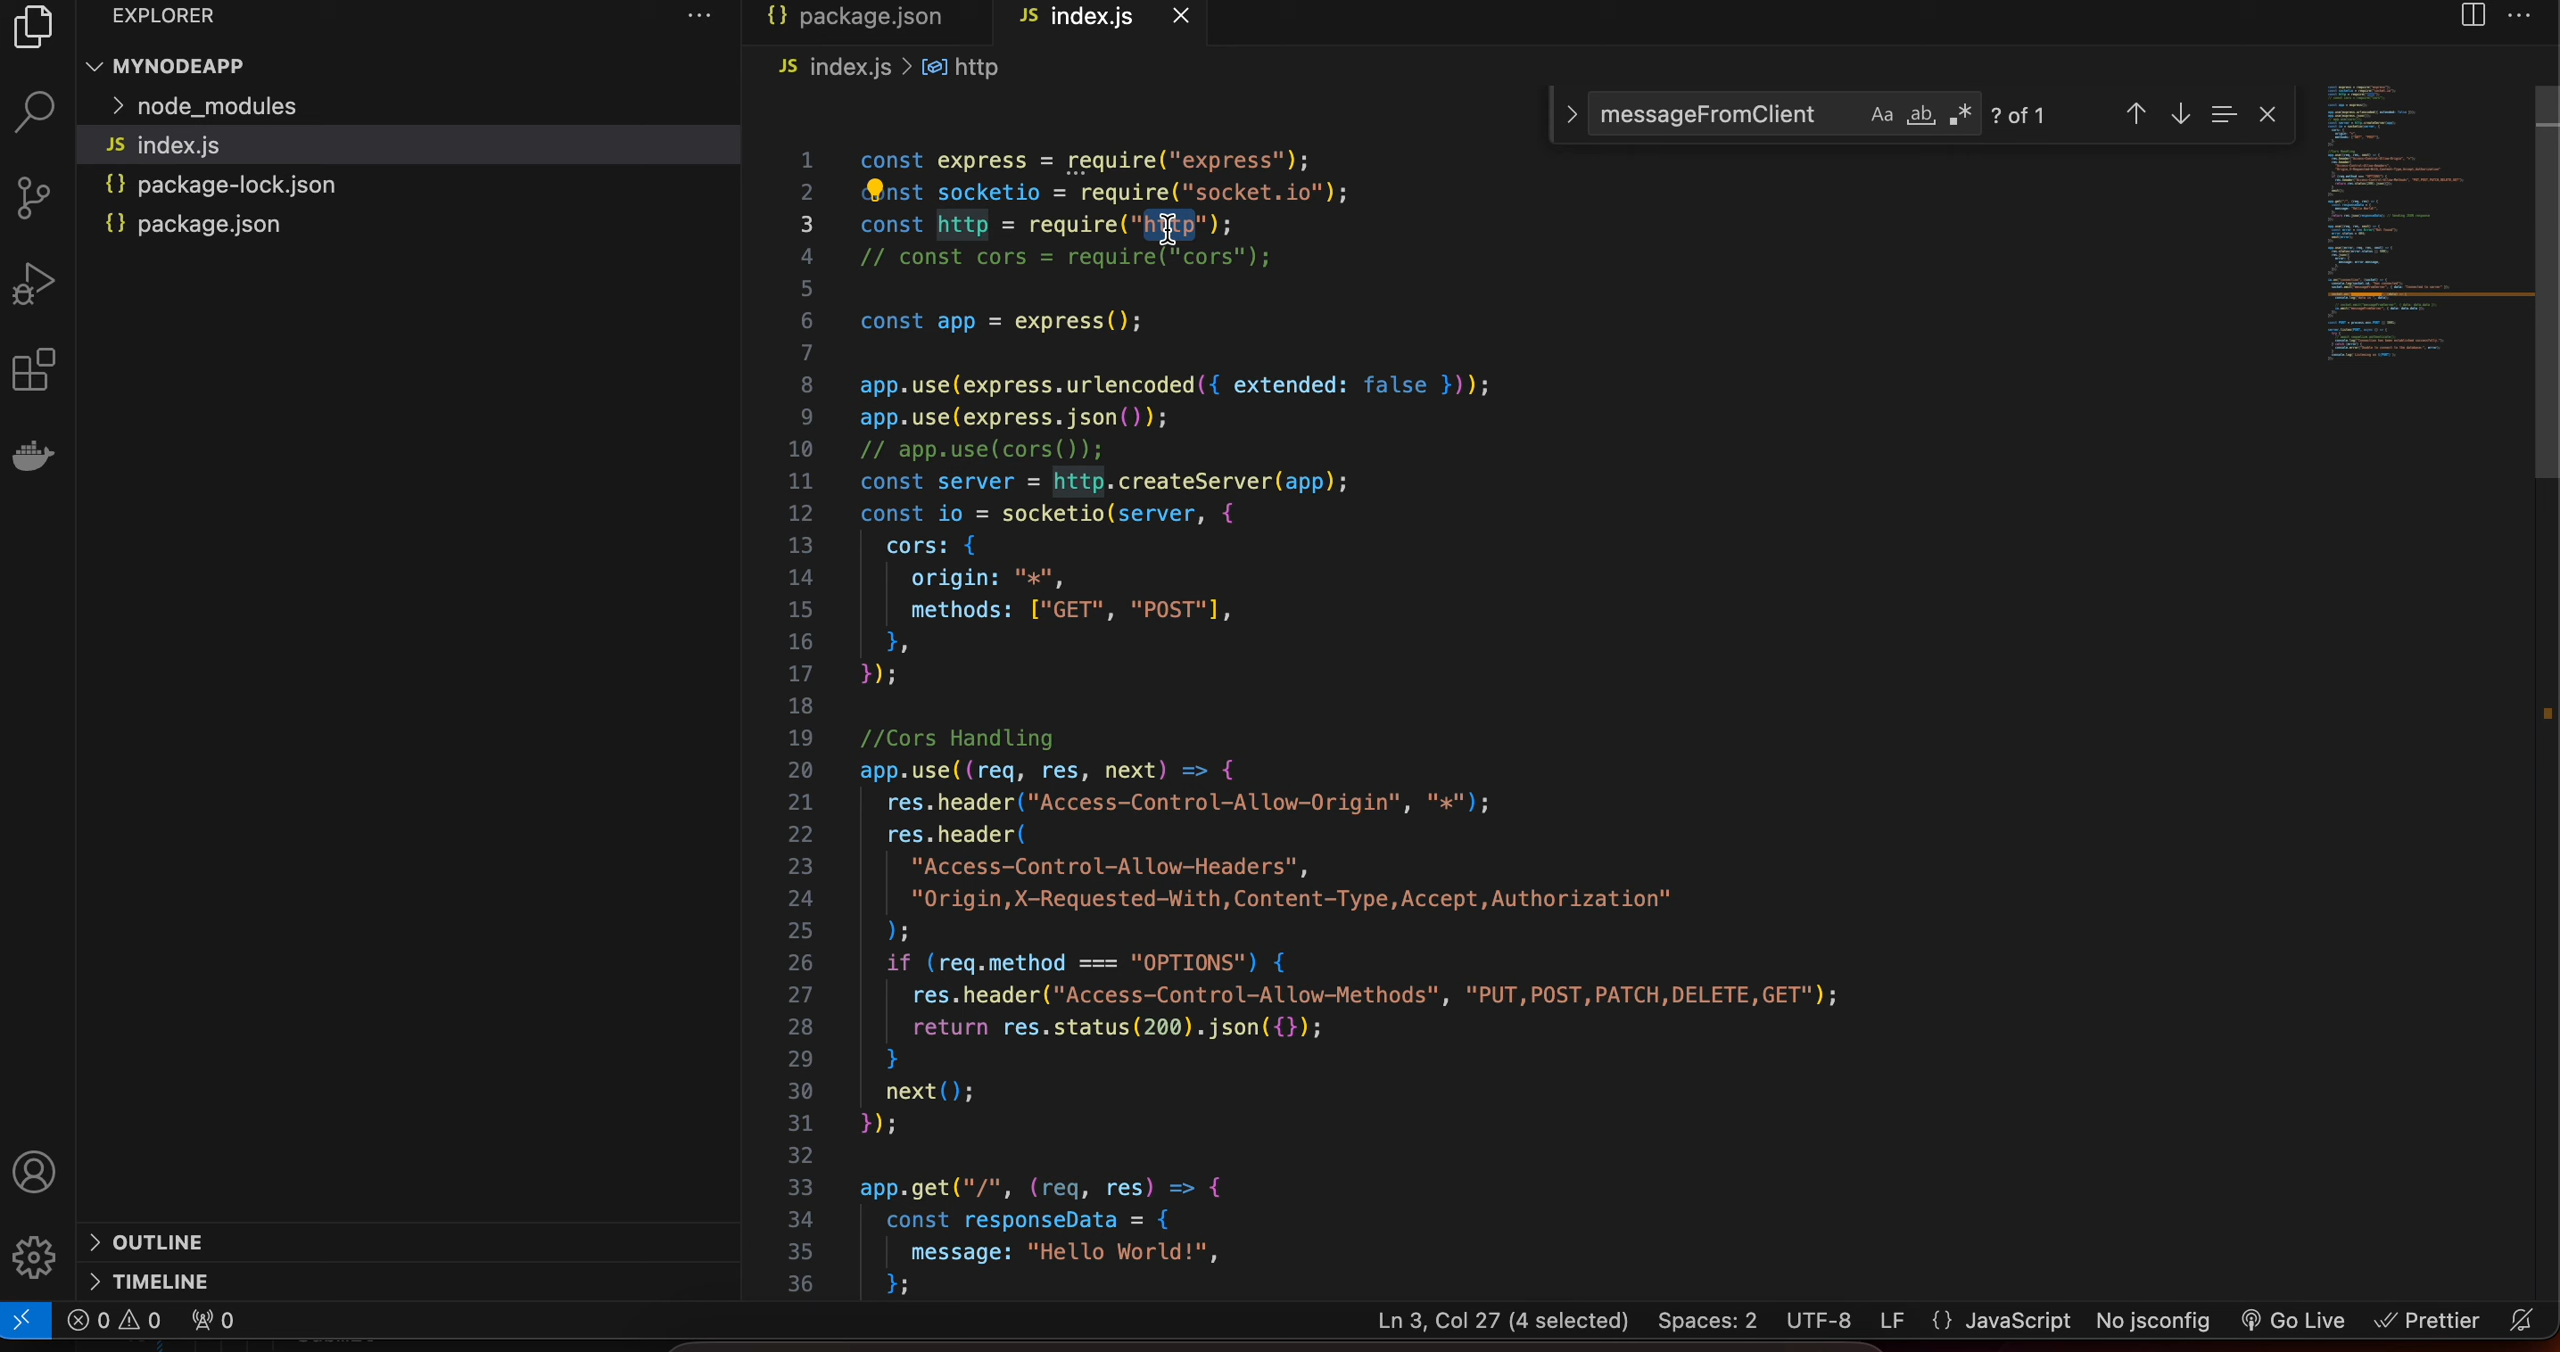 EXPLORER
{} package.json
JS index.js
MYNODEAPP
node_modules
JS index.js
{} package-lock.json
{} package.json
JS index.js > http
messageFromClient Aa ab .* ? of 1
1 const express = require("express");
2 const socketio = require("socket.io");
3 const http = require("http");
4 // const cors = require("cors");
5
6 const app = express();
7
8 app.use(express.urlencoded({ extended: false }));
9 app.use(express.json());
10 // app.use(cors());
11 const server = http.createServer(app);
12 const io = socketio(server, {
13 cors: {
14 origin: "*",
15 methods: ["GET", "POST"],
16 },
17 });
18
19 //Cors Handling
20 app.use((req, res, next) => {
21 res.header("Access-Control-Allow-Origin", "*");
22 res.header(
23 "Access-Control-Allow-Headers",
24 "Origin,X-Requested-With,Content-Type,Accept,Authorization"
25 );
26 if (req.method === "OPTIONS") {
27 res.header("Access-Control-Allow-Methods", "PUT,POST,PATCH,DELETE,GET");
28 return res.status(200).json({});
29 }
30 next();
31 });
32
33 app.get("/", (req, res) => {
34 const responseData = {
35 message: "Hello World!",
36 };
OUTLINE
TIMELINE
0 0 0 Ln 3, Col 27 (4 selected) Spaces: 2 UTF-8 LF {} JavaScript No jsconfig Go Live Prettier